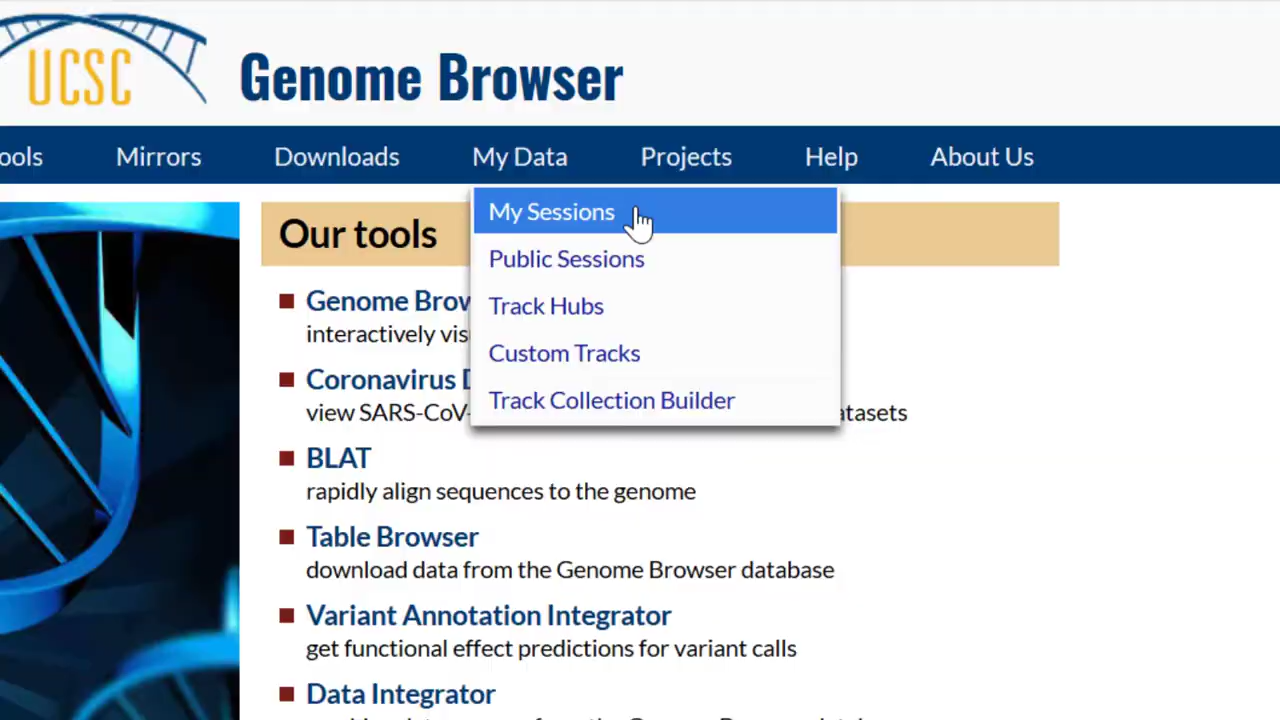 UCSC Genome Browser
ools Mirrors Downloads My Data Projects Help About Us
My Sessions
Public Sessions
Track Hubs
Custom Tracks
Track Collection Builder
Our tools
Genome Brow
interactively vis
Coronavirus D
view SARS-CoV- atasets
BLAT
rapidly align sequences to the genome
Table Browser
download data from the Genome Browser database
Variant Annotation Integrator
get functional effect predictions for variant calls
Data Integrator